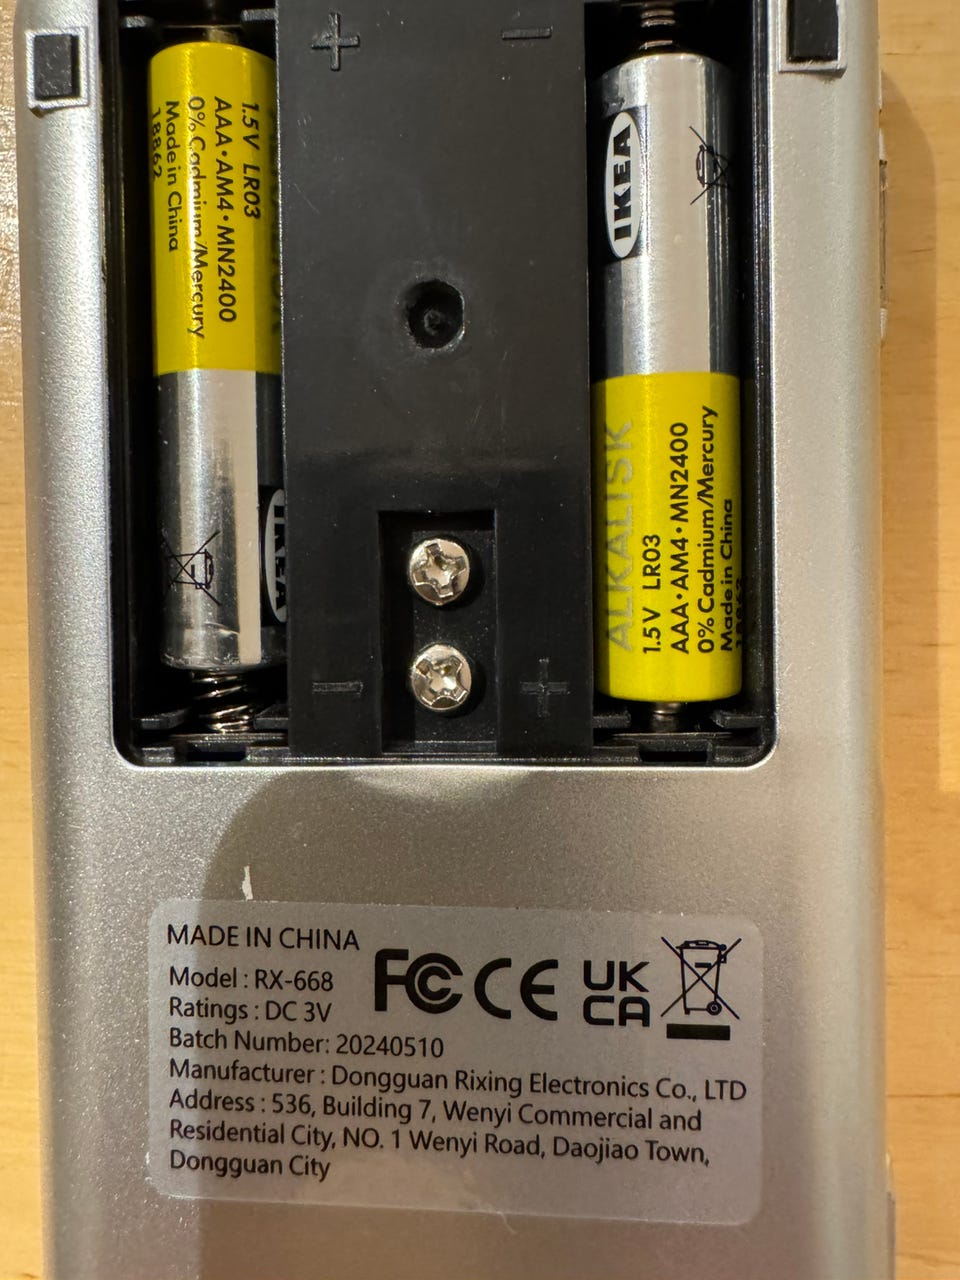 + −
1.5V LR03
AAA•AM4•MN2400
0% Cadmium/Mercury
Made in China
18862
IKEA
IKEA
ALKALISK
1.5V LR03
AAA•AM4•MN2400
0% Cadmium/Mercury
Made in China
− +
MADE IN CHINA
FC CE UK CA
Model : RX-668
Ratings : DC 3V
Batch Number: 20240510
Manufacturer : Dongguan Rixing Electronics Co., LTD
Address : 536, Building 7, Wenyi Commercial and
Residential City, NO. 1 Wenyi Road, Daojiao Town,
Dongguan City